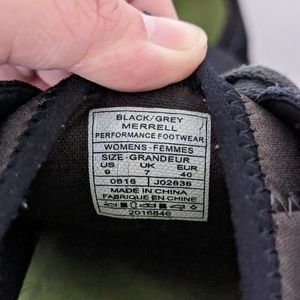 BLACK/GREY
MERRELL
PERFORMANCE FOOTWEAR
WOMENS-FEMMES
SIZE-GRANDEUR
US UK EUR
9 7 40
0816 J02836
MADE IN CHINA
FABRIQUE EN CHINE
2016846